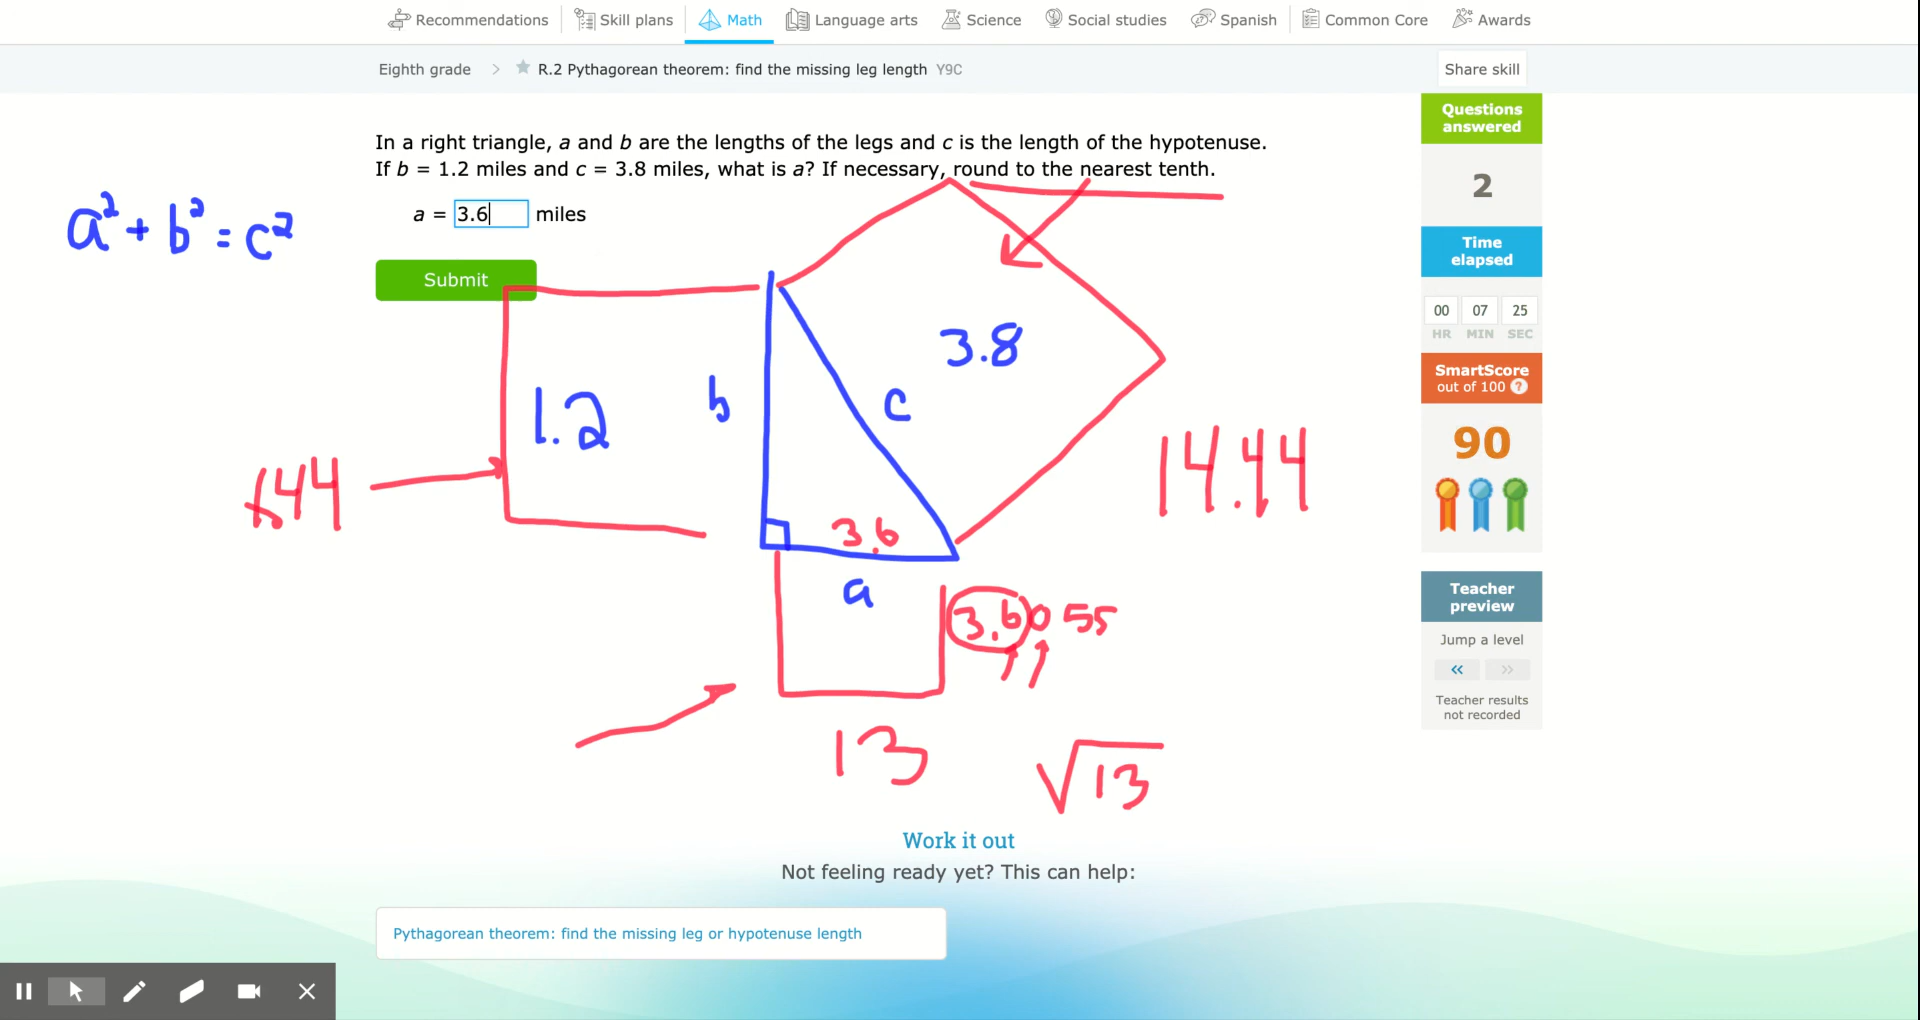 Recommendations Skill plans Math Language arts Science Social studies Spanish Common Core Awards
Eighth grade > R.2 Pythagorean theorem: find the missing leg length Y9C
Share skill
Questions
answered
2
Time
elapsed
00 07 25
HR MIN SEC
SmartScore
out of 100 ?
90
Teacher
preview
Jump a level
<< >>
Teacher results
not recorded
In a right triangle, a and b are the lengths of the legs and c is the length of the hypotenuse.
If b = 1.2 miles and c = 3.8 miles, what is a? If necessary, round to the nearest tenth.
a = 3.6 miles
Submit
a² + b² = c²
3.8
1.2
b
c
1.44
14.44
3.6
a
3.6055
13
√13
Work it out
Not feeling ready yet? This can help:
Pythagorean theorem: find the missing leg or hypotenuse length